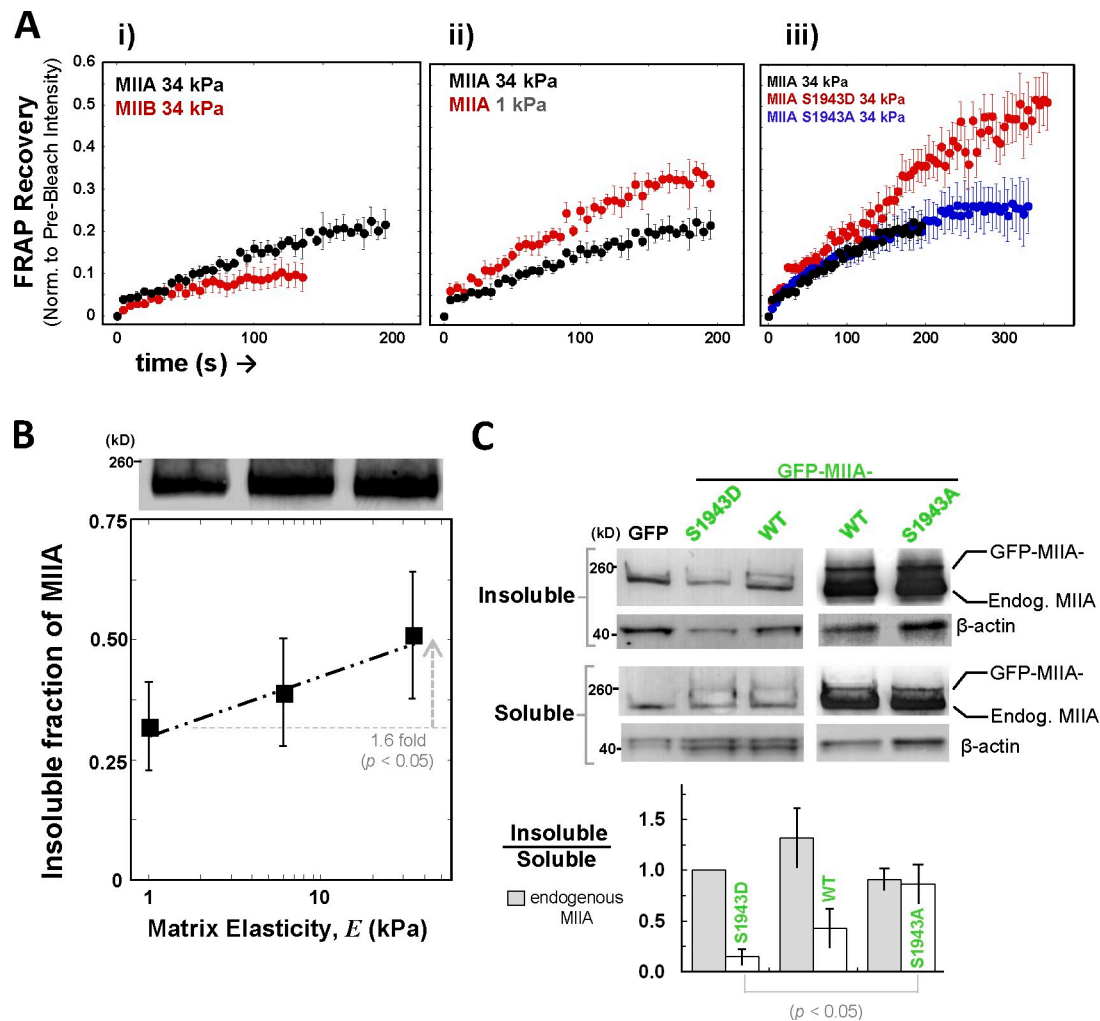 A
i)
ii)
iii)
FRAP Recovery
(Norm. to Pre-Bleach Intensity)
0.6
0.5
0.4
0.3
0.2
0.1
0
MIIA 34 kPa
MIIB 34 kPa
MIIA 34 kPa
MIIA 1 kPa
MIIA 34 kPa
MIIA S1943D 34 kPa
MIIA S1943A 34 kPa
0 100 200
0 100 200
0 100 200 300
time (s) →
B
(kD)
260
Insoluble fraction of MIIA
0.75
0.50
0.25
0
1.6 fold
(p < 0.05)
1 10
Matrix Elasticity, E (kPa)
C
GFP-MIIA-
(kD)
GFP
S1943D
WT
WT
S1943A
Insoluble
260
40
GFP-MIIA-
Endog. MIIA
β-actin
Soluble
260
40
GFP-MIIA-
Endog. MIIA
β-actin
Insoluble
Soluble
endogenous
MIIA
1.5
1.0
0.5
0.0
S1943D
WT
S1943A
(p < 0.05)